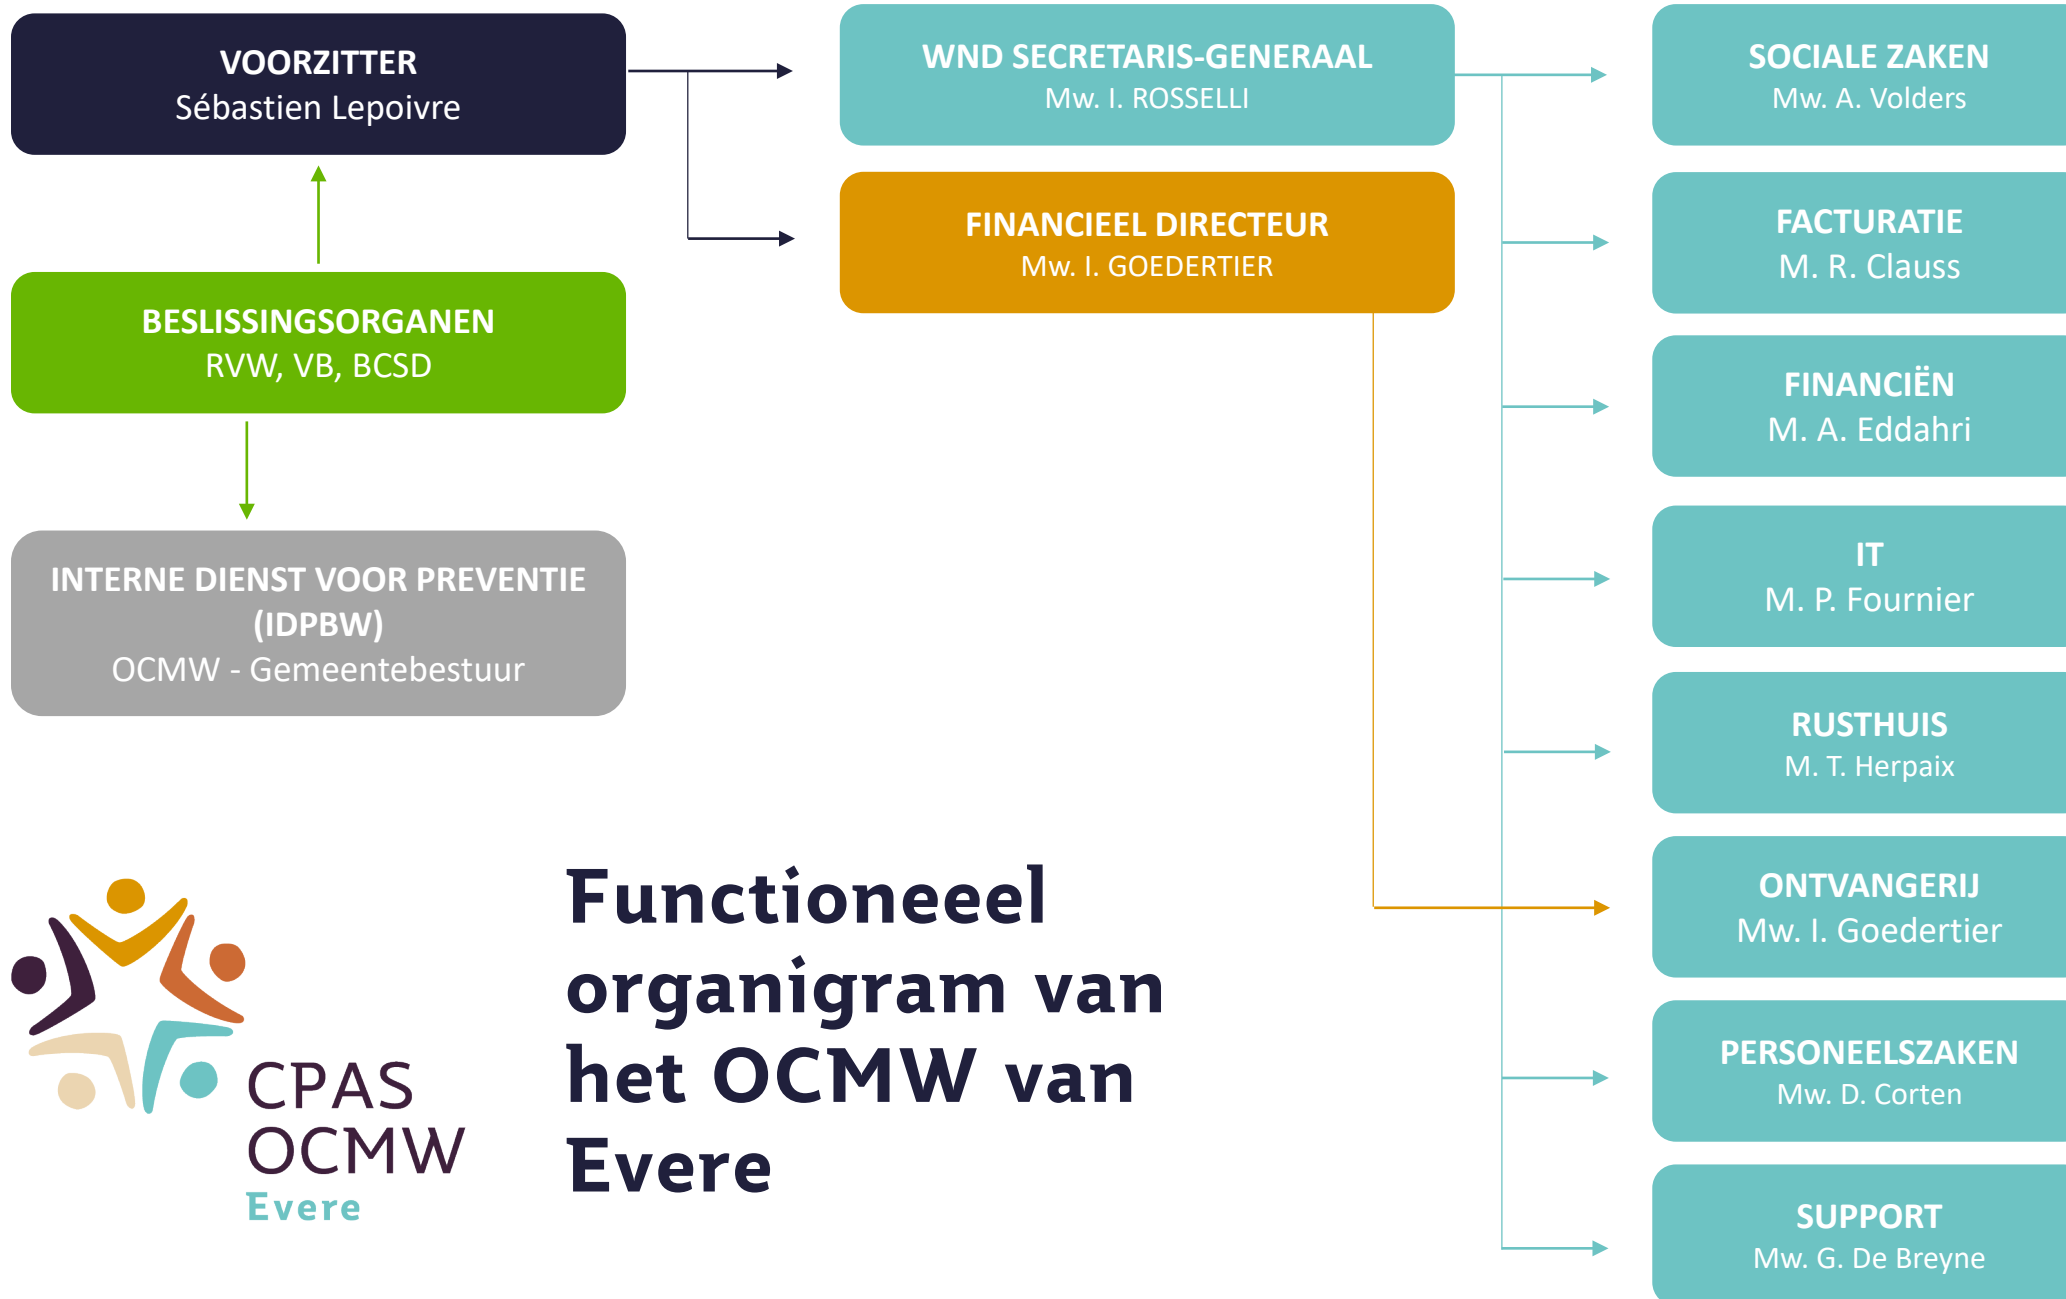 VOORZITTER
Sébastien Lepoivre
BESLISSINGSORGANEN
RVW, VB, BCSD
INTERNE DIENST VOOR PREVENTIE
(IDPBW)
OCMW - Gemeentebestuur
WND SECRETARIS-GENERAAL
Mw. I. ROSSELLI
FINANCIEEL DIRECTEUR
Mw. I. GOEDERTIER
SOCIALE ZAKEN
Mw. A. Volders
FACTURATIE
M. R. Clauss
FINANCIËN
M. A. Eddahri
IT
M. P. Fournier
RUSTHUIS
M. T. Herpaix
ONTVANGERIJ
Mw. I. Goedertier
PERSONEELSZAKEN
Mw. D. Corten
SUPPORT
Mw. G. De Breyne
CPAS
OCMW
Evere
Functioneeel
organigram van
het OCMW van
Evere